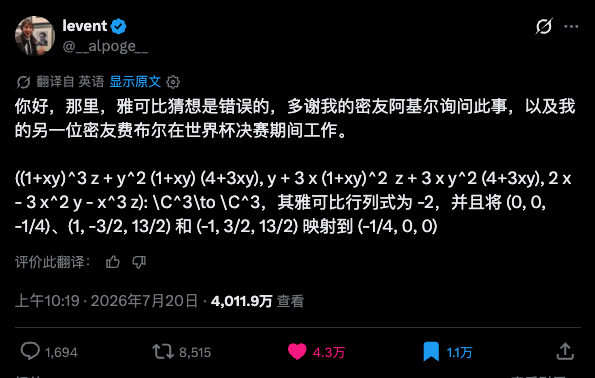 levent
@__alpoge__
翻译自 英语 显示原文
你好，那里，雅可比猜想是错误的，多谢我的密友阿基尔询问此事，以及我
的另一位密友费布尔在世界杯决赛期间工作。
((1+xy)^3 z + y^2 (1+xy) (4+3xy), y + 3 x (1+xy)^2 z + 3 x y^2 (4+3xy), 2 x
- 3 x^2 y - x^3 z): \C^3\to \C^3，其雅可比行列式为 -2，并且将 (0, 0,
-1/4)、(1, -3/2, 13/2) 和 (-1, 3/2, 13/2) 映射到 (-1/4, 0, 0)
评价此翻译：
上午10:19 · 2026年7月20日 · 4,011.9万 查看
1,694 8,515 4.3万 1.1万